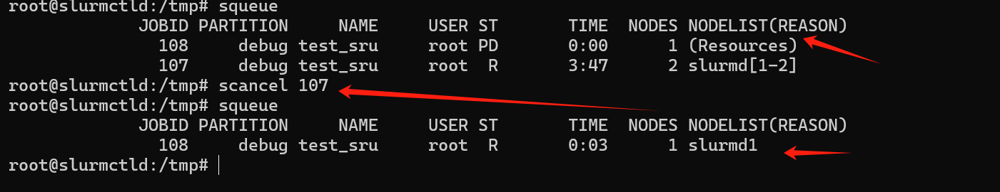 root@slurmctld:/tmp# squeue
JOBID PARTITION NAME USER ST TIME NODES NODELIST(REASON)
108 debug test_sru root PD 0:00 1 (Resources)
107 debug test_sru root R 3:47 2 slurmd[1-2]
root@slurmctld:/tmp# scancel 107
root@slurmctld:/tmp# squeue
JOBID PARTITION NAME USER ST TIME NODES NODELIST(REASON)
108 debug test_sru root R 0:03 1 slurmd1
root@slurmctld:/tmp#